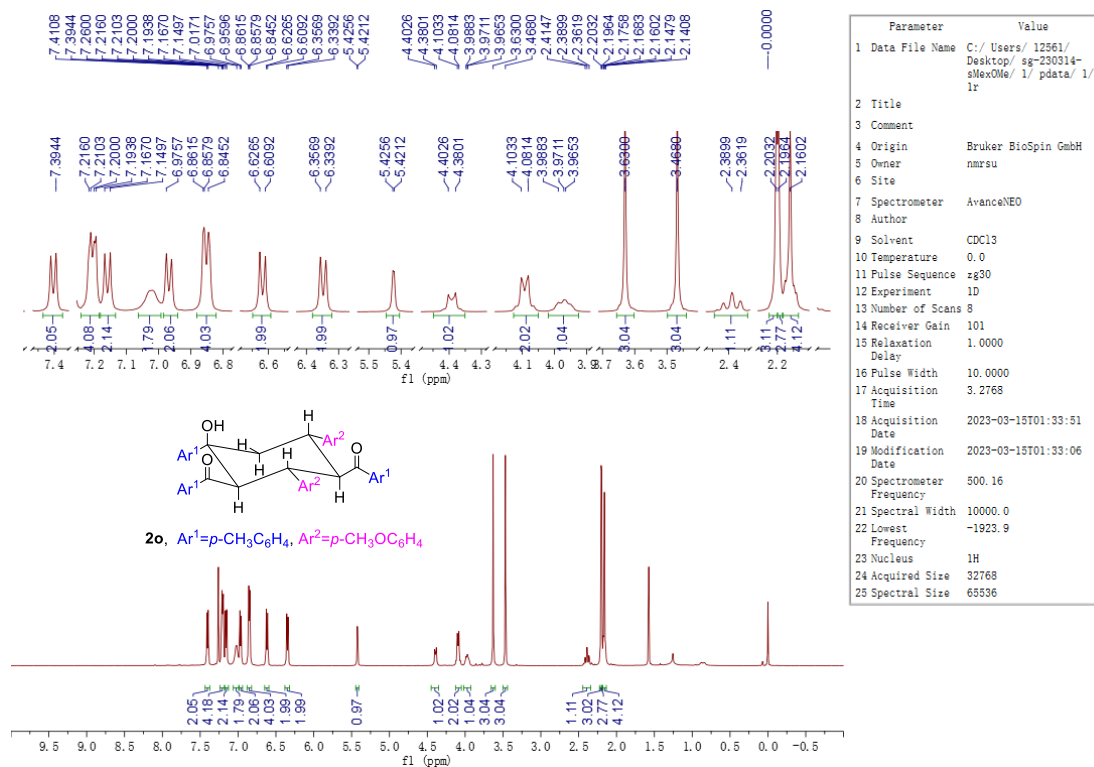 7.4108
7.3944
7.2600
7.2160
7.2103
7.2000
7.1938
7.1670
7.1497
7.0171
6.9757
6.9596
6.8615
6.8579
6.8452
6.6265
6.6092
6.3569
6.3392
5.4256
5.4212
4.4026
4.3801
4.1033
4.0814
3.9883
3.9711
3.9653
3.6300
3.4680
2.4147
2.3899
2.3619
2.2032
2.1964
2.1758
2.1683
2.1602
2.1479
2.1408
-0.0000
7.3944
7.2160
7.2103
7.2000
7.1938
7.1670
7.1497
6.9757
6.8615
6.8579
6.8452
6.6265
6.6092
6.3569
6.3392
5.4256
5.4212
4.4026
4.3801
4.1033
4.0814
3.9883
3.9711
3.9653
3.6300
3.4680
2.3899
2.3619
2.2032
2.1964
2.1602
2.05
4.08
2.14
1.79
2.06
4.03
1.99
1.99
0.97
1.02
2.02
1.04
3.04
3.04
1.11
3.11
2.77
4.12
7.4 7.2 7.1 7.0 6.9 6.8 6.6 6.4 6.3 5.5 5.4 4.4 4.3 4.1 4.0 3.9 3.7 3.6 3.5 2.4 2.2
f1 (ppm)
OH
H
H
Ar2
O
Ar1
H
O
H
H
Ar1
Ar1
Ar2
H
H
2o, Ar1=p-CH3C6H4, Ar2=p-CH3OC6H4
2.05
4.18
2.14
1.79
2.06
4.03
1.99
1.99
0.97
1.02
2.02
1.04
3.04
3.04
1.11
3.02
2.77
4.12
9.5 9.0 8.5 8.0 7.5 7.0 6.5 6.0 5.5 5.0 4.5 4.0 3.5 3.0 2.5 2.0 1.5 1.0 0.5 0.0 -0.5
f1 (ppm)
Parameter Value
1 Data File Name C:/ Users/ 12561/
Desktop/ sg-230314-
sMexOMe/ 1/ pdata/ 1/
1r
2 Title
3 Comment
4 Origin Bruker BioSpin GmbH
5 Owner nmrsu
6 Site
7 Spectrometer AvanceNEO
8 Author
9 Solvent CDCl3
10 Temperature 0.0
11 Pulse Sequence zg30
12 Experiment 1D
13 Number of Scans 8
14 Receiver Gain 101
15 Relaxation 1.0000
Delay
16 Pulse Width 10.0000
17 Acquisition 3.2768
Time
18 Acquisition 2023-03-15T01:33:51
Date
19 Modification 2023-03-15T01:33:06
Date
20 Spectrometer 500.16
Frequency
21 Spectral Width 10000.0
22 Lowest -1923.9
Frequency
23 Nucleus 1H
24 Acquired Size 32768
25 Spectral Size 65536